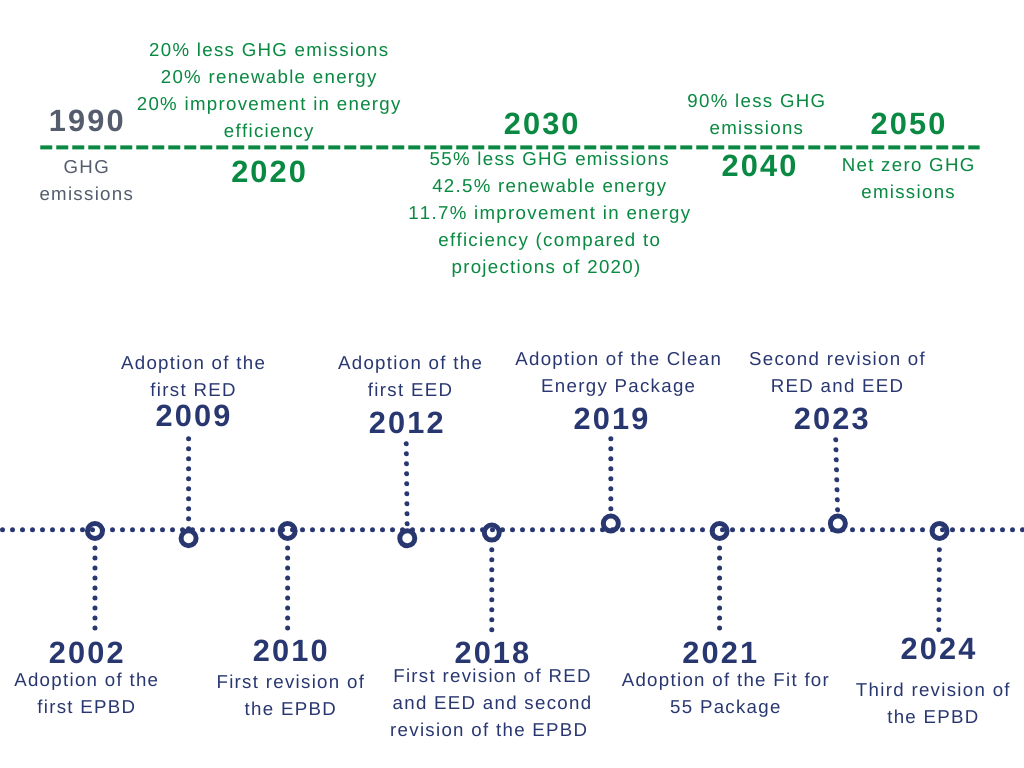 20% less GHG emissions
20% renewable energy
20% improvement in energy
efficiency
1990
GHG
emissions
2020
2030
55% less GHG emissions
42.5% renewable energy
11.7% improvement in energy
efficiency (compared to
projections of 2020)
90% less GHG
emissions
2040
2050
Net zero GHG
emissions
Adoption of the
first RED
2009
Adoption of the
first EED
2012
Adoption of the Clean
Energy Package
2019
Second revision of
RED and EED
2023
2002
Adoption of the
first EPBD
2010
First revision of
the EPBD
2018
First revision of RED
and EED and second
revision of the EPBD
2021
Adoption of the Fit for
55 Package
2024
Third revision of
the EPBD